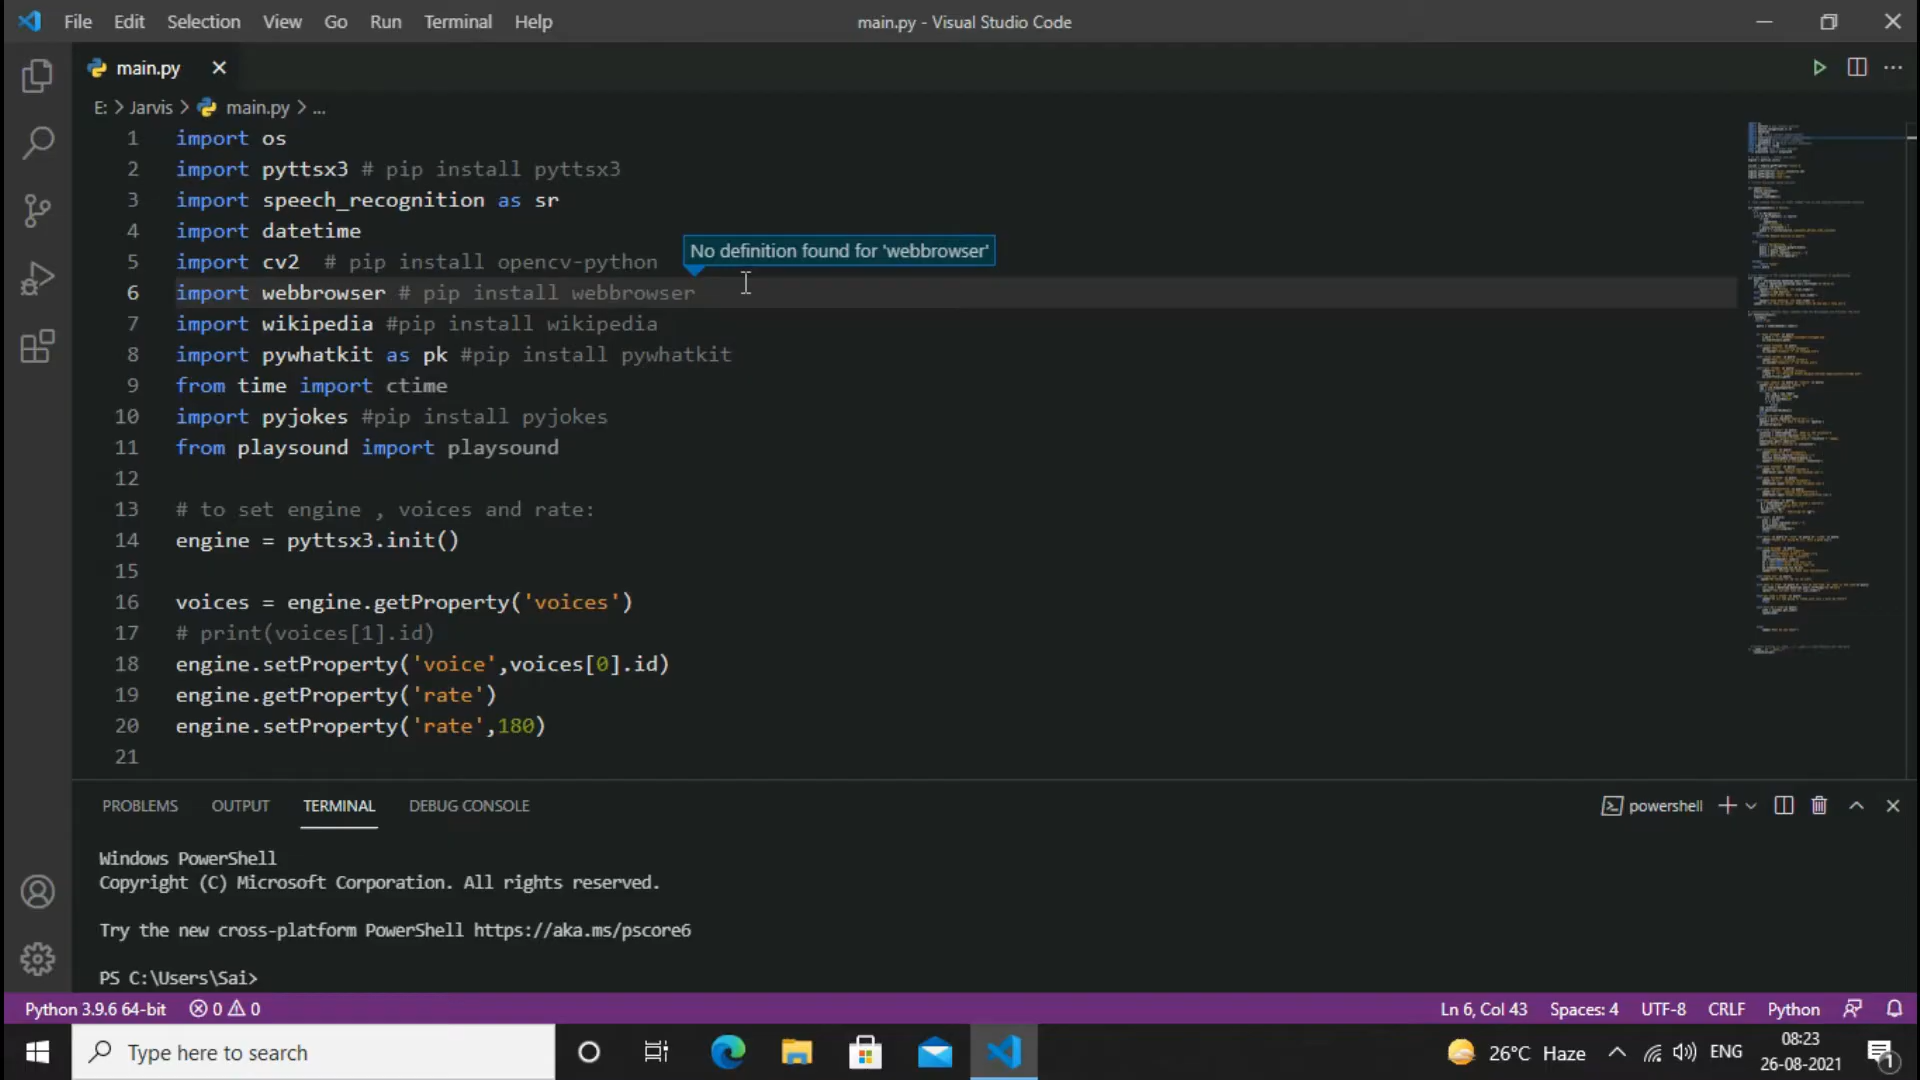 File Edit Selection View Go Run Terminal Help main.py - Visual Studio Code
main.py
E: > Jarvis > main.py > ...
1 import os
2 import pyttsx3 # pip install pyttsx3
3 import speech_recognition as sr
4 import datetime
No definition found for 'webbrowser'
5 import cv2  # pip install opencv-python
6 import webbrowser # pip install webbrowser
7 import wikipedia #pip install wikipedia
8 import pywhatkit as pk #pip install pywhatkit
9 from time import ctime
10 import pyjokes #pip install pyjokes
11 from playsound import playsound
12
13 # to set engine , voices and rate:
14 engine = pyttsx3.init()
15
16 voices = engine.getProperty('voices')
17 # print(voices[1].id)
18 engine.setProperty('voice',voices[0].id)
19 engine.getProperty('rate')
20 engine.setProperty('rate',180)
21
PROBLEMS OUTPUT TERMINAL DEBUG CONSOLE powershell
Windows PowerShell
Copyright (C) Microsoft Corporation. All rights reserved.
Try the new cross-platform PowerShell https://aka.ms/pscore6
PS C:\Users\Sai>
Python 3.9.6 64-bit 0 0 Ln 6, Col 43 Spaces: 4 UTF-8 CRLF Python
Type here to search 26°C Haze ENG 08:23
26-08-2021 1